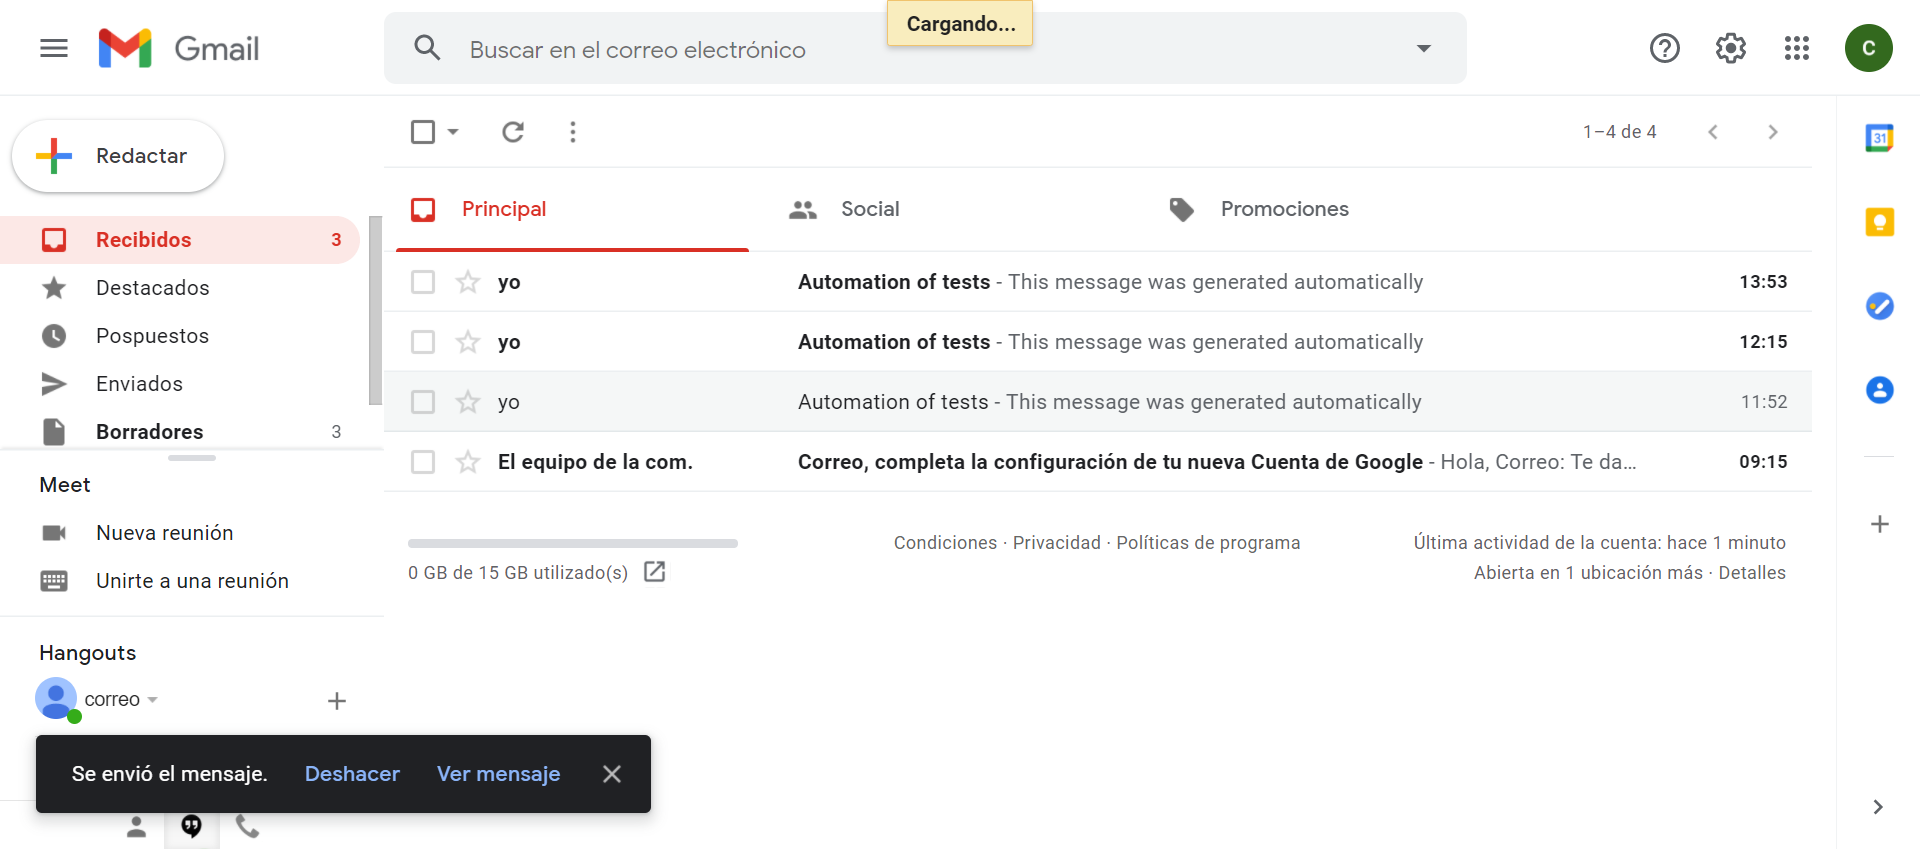 Cargando...
Gmail
Buscar en el correo electrónico
C
Redactar
1–4 de 4
31
Recibidos 3
Destacados
Pospuestos
Enviados
Borradores 3
Principal
Social
Promociones
yo Automation of tests - This message was generated automatically 13:53
yo Automation of tests - This message was generated automatically 12:15
yo Automation of tests - This message was generated automatically 11:52
El equipo de la com. Correo, completa la configuración de tu nueva Cuenta de Google - Hola, Correo: Te da… 09:15
Meet
Nueva reunión
Unirte a una reunión
0 GB de 15 GB utilizado(s)
Condiciones · Privacidad · Políticas de programa
Última actividad de la cuenta: hace 1 minuto
Abierta en 1 ubicación más · Detalles
Hangouts
correo
Se envió el mensaje. Deshacer Ver mensaje